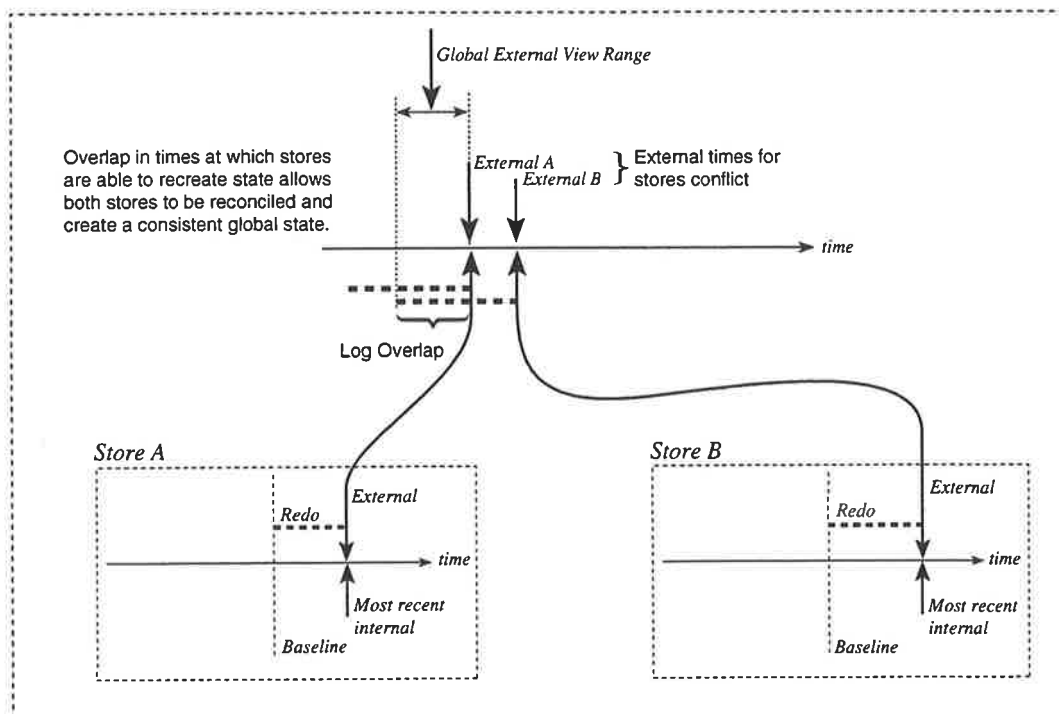 Global External View Range
Overlap in times at which stores
are able to recreate state allows
both stores to be reconciled and
create a consistent global state.
External A
External B
}
External times for
stores conflict
time
Log Overlap
Store A
External
Redo
time
Most recent
internal
Baseline
Store B
External
Redo
time
Most recent
internal
Baseline